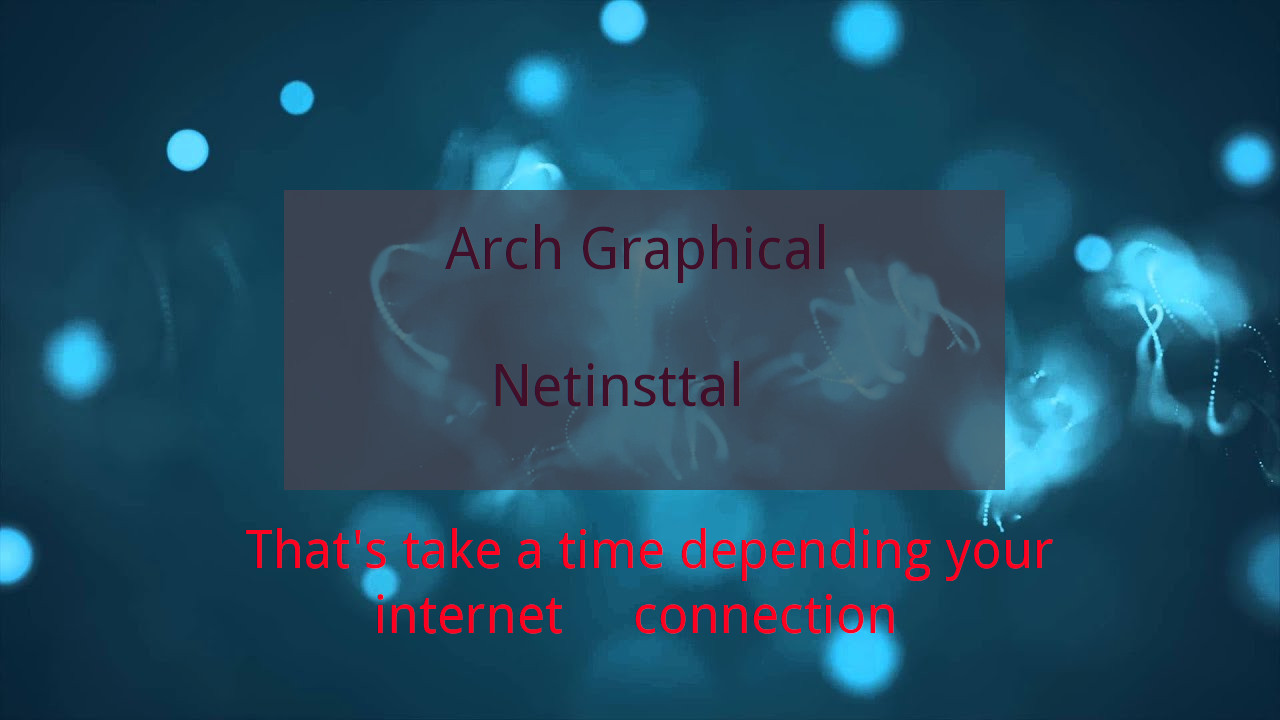 Arch Graphical
Netinsttal
That's take a time depending your
internet connection